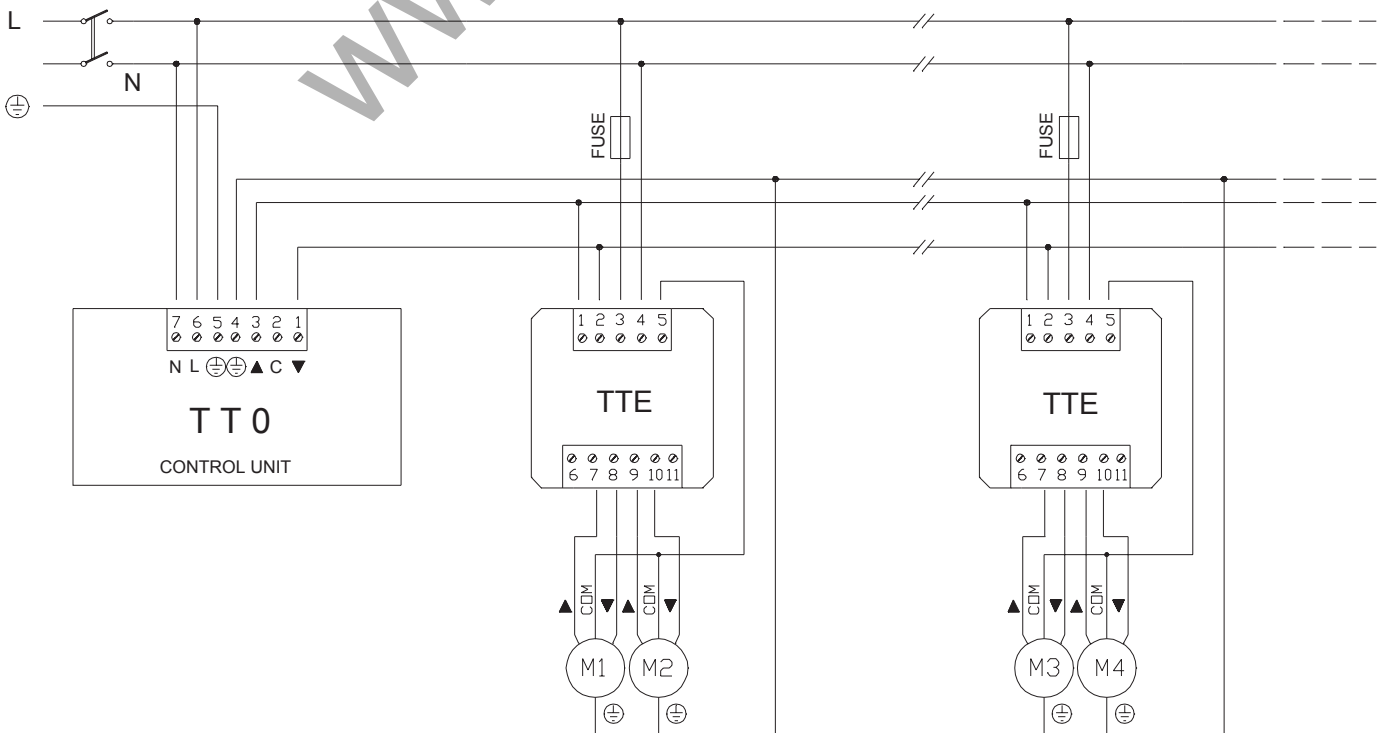 L
N
WW
FUSE
FUSE
7 6 5 4 3 2 1
N L ▲ C ▼
T T 0
CONTROL UNIT
1 2 3 4 5
TTE
6 7 8 9 10 11
1 2 3 4 5
TTE
6 7 8 9 10 11
▲ COM ▼ ▲ COM ▼
M1 M2
▲ COM ▼ ▲ COM ▼
M3 M4